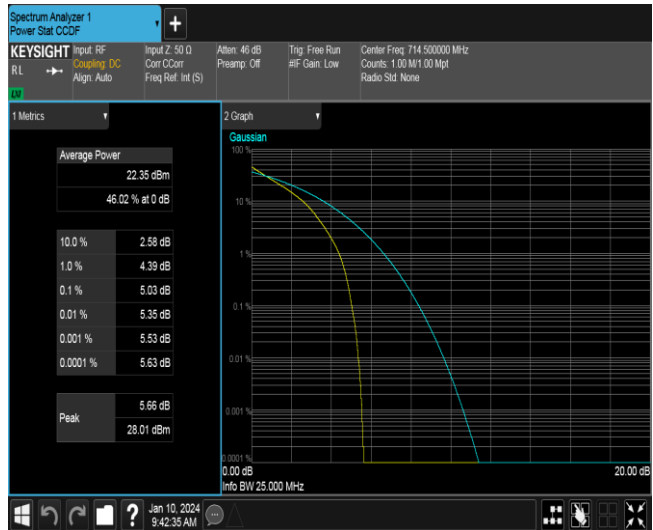 Spectrum Analyzer 1
Power Stat CCDF
+
KEYSIGHT
RL
LXI
Input: RF
Coupling: DC
Align: Auto
Input Z: 50 Ω
Corr CCorr
Freq Ref: Int (S)
Atten: 46 dB
Preamp: Off
Trig: Free Run
#IF Gain: Low
Center Freq: 714.500000 MHz
Counts: 1.00 M/1.00 Mpt
Radio Std: None
1 Metrics
Average Power
22.35 dBm
46.02 % at 0 dB
10.0 % 2.58 dB
1.0 % 4.39 dB
0.1 % 5.03 dB
0.01 % 5.35 dB
0.001 % 5.53 dB
0.0001 % 5.63 dB
Peak
5.66 dB
28.01 dBm
2 Graph
Gaussian
100 %
10 %
1 %
0.1 %
0.01 %
0.001 %
0.0001 %
0.00 dB 20.00 dB
Info BW 25.000 MHz
?
Jan 10, 2024
9:42:35 AM